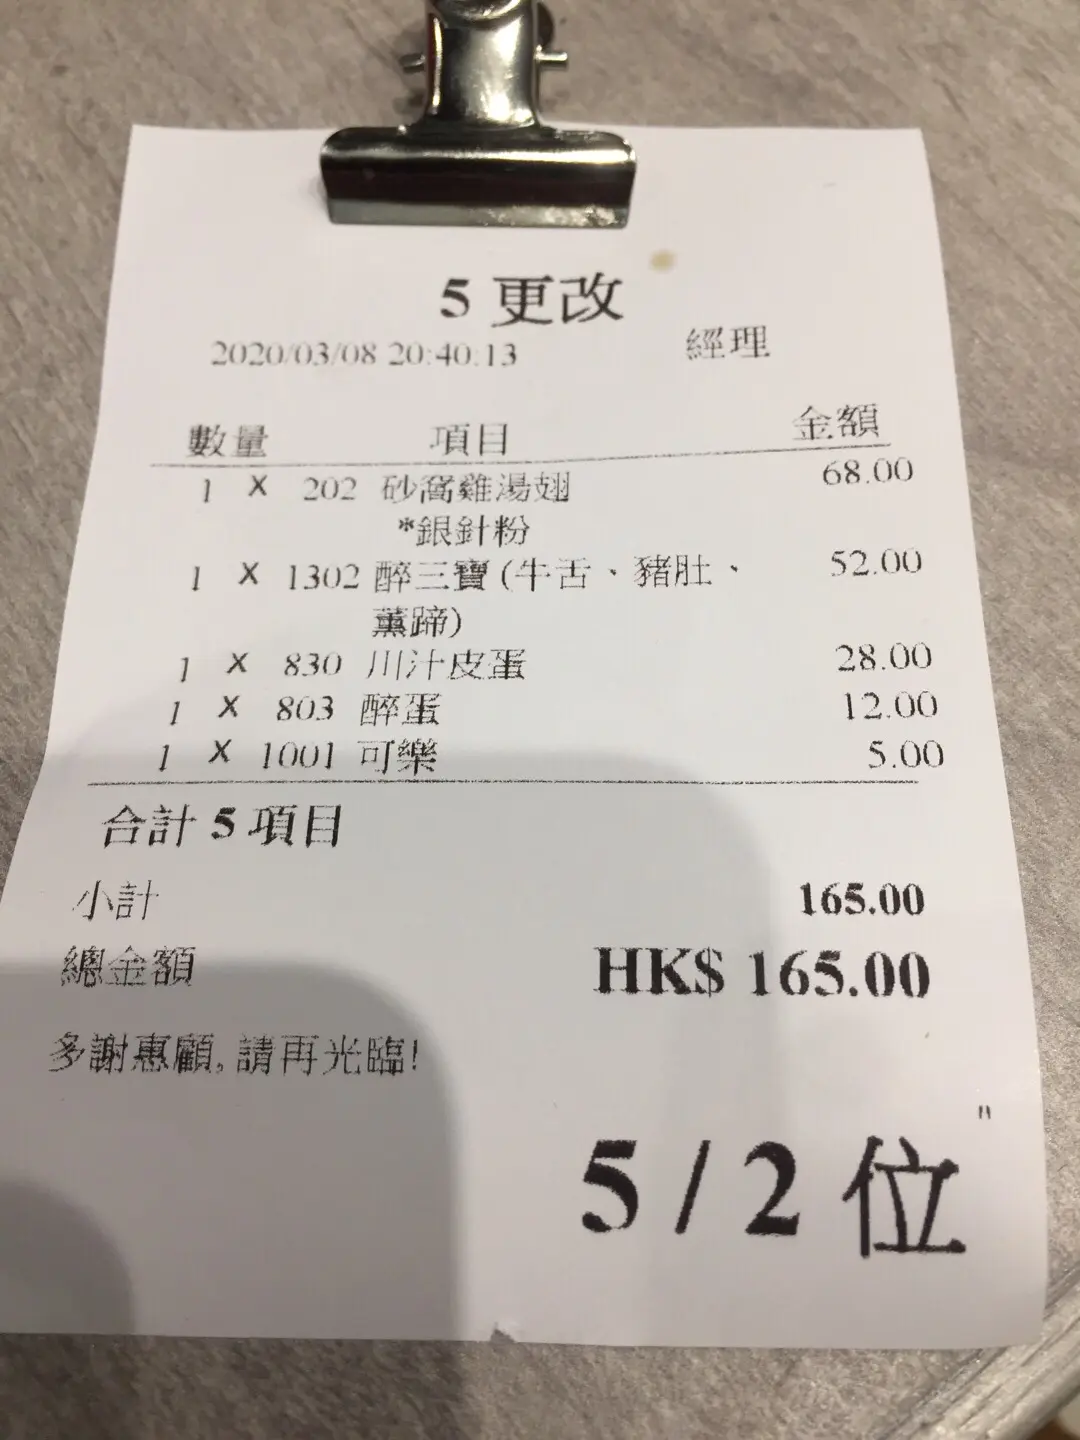 5 更改
2020/03/08 20:40:13 經理
數量 項目 金額
1 X 202 砂窩雞湯翅 68.00
*銀針粉
1 X 1302 醉三寶 (牛舌、豬肚、 52.00
薰蹄)
1 X 830 川汁皮蛋 28.00
1 X 803 醉蛋 12.00
1 X 1001 可樂 5.00
合計 5 項目
小計 165.00
總金額 HK$ 165.00
多謝惠顧, 請再光臨!
"
5 / 2 位